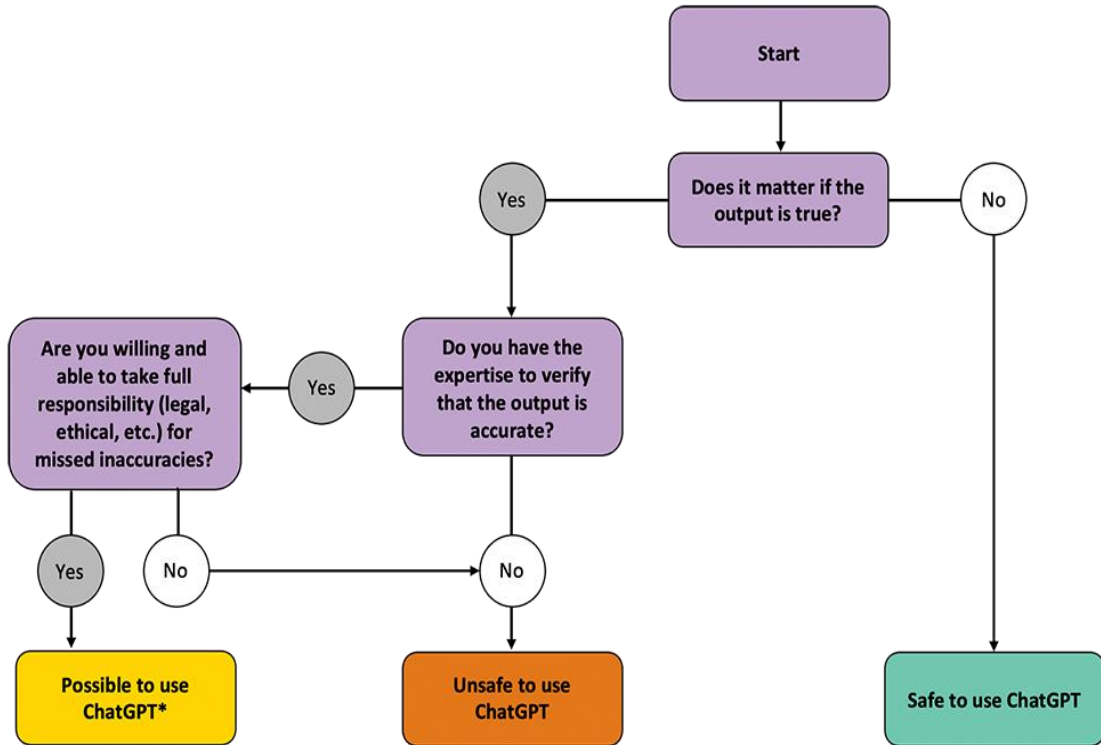 Start
Does it matter if the
output is true?
Yes
No
Do you have the
expertise to verify
that the output is
accurate?
Yes
Are you willing and
able to take full
responsibility (legal,
ethical, etc.) for
missed inaccuracies?
Yes
No
No
Possible to use
ChatGPT*
Unsafe to use
ChatGPT
Safe to use ChatGPT